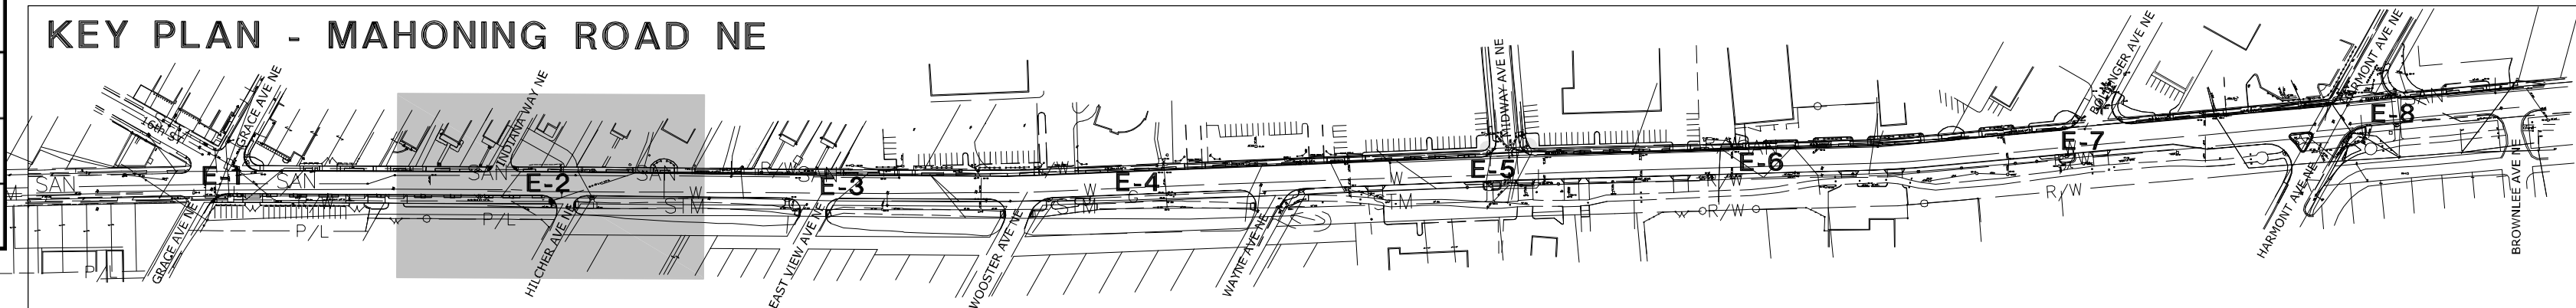 KEY PLAN - MAHONING ROAD NE
16th S
GRACE AVE NE
INDIANA WAY NE
MIDWAY AVE NE
BOLLINGER AVE NE
HARMONT AVE NE
E-1
E-2
E-3
E-4
E-5
E-6
E-7
E-8
SAN
SAN
SAN
SAN
R/W
W
W
W
STM
STM
STM
G
R/W
R/W
P/L
P/L
P/L
GRACE AVE NE
HILCHER AVE NE
EAST VIEW AVE NE
WOOSTER AVE NE
WAYNE AVE NE
HARMONT AVE NE
BROWNLEE AVE NE